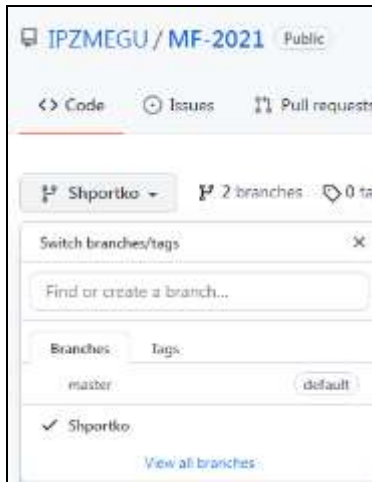 IPZMEGU / MF-2021 Public
<> Code Issues Pull requests
Shportko 2 branches 0 ta
Switch branches/tags ×
Find or create a branch...
Branches Tags
master default
✓ Shportko
View all branches